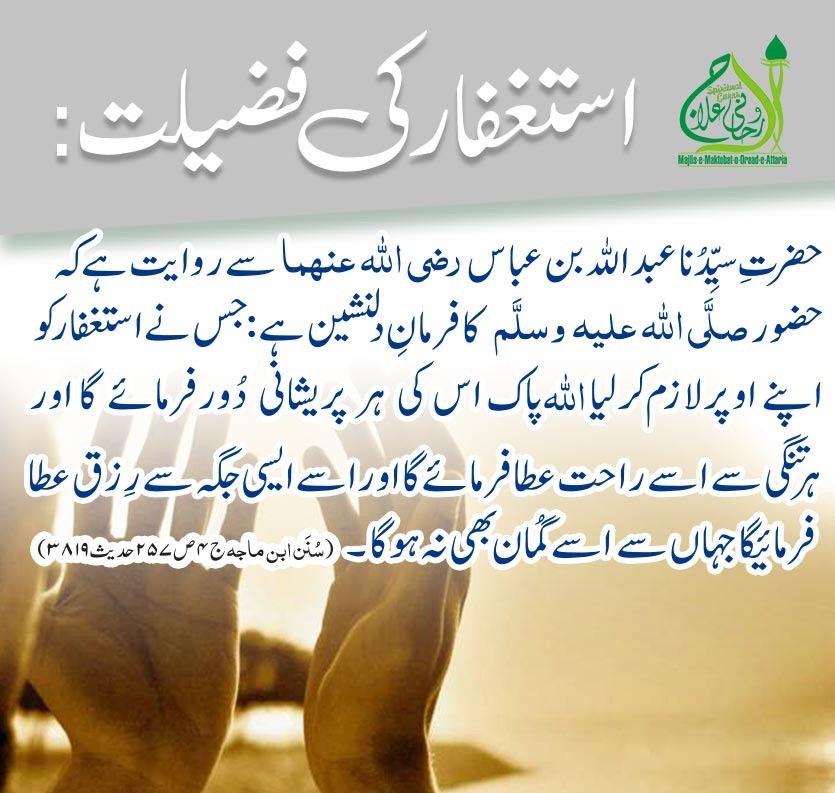 استغفار کی فضیلت:
Spiritual Cure
روحانی علاج
Majlis-e-Maktobat-o-Oread-e-Attaria
حضرتِ سیِّدُنا عبد اللہ بن عباس رضی اللہ عنھما سے روایت ہے کہ
حضور صلَّی اللہ علیہ وسلَّم کا فرمانِ دلنشین ہے: جس نے استغفار کو
اپنے اوپر لازم کر لیا اللہ پاک اس کی ہر پریشانی دُور فرمائے گا اور
ہر تنگی سے اسے راحت عطا فرمائے گا اور اسے ایسی جگہ سے رِزق عطا
فرمائیگا جہاں سے اسے گُمان بھی نہ ہو گا۔ (سُنَن ابن ماجہ ج ۴ ص ۲۵۷ حدیث ۳۸۱۹)